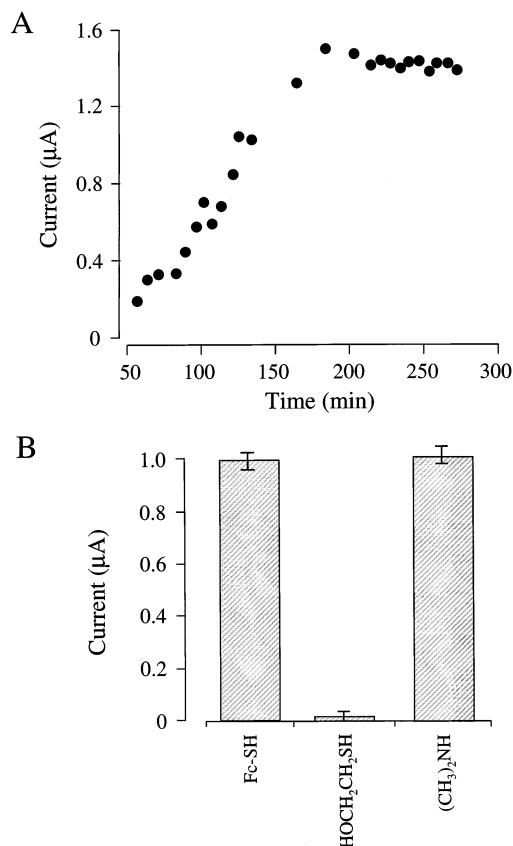 A
1.6
1.2
0.8
0.4
0
Current (μA)
50 100 150 200 250 300
Time (min)
B
1.0
0.8
0.6
0.4
0.2
0
Current (μA)
Fc-SH
HOCH₂CH₂SH
(CH₃)₂NH